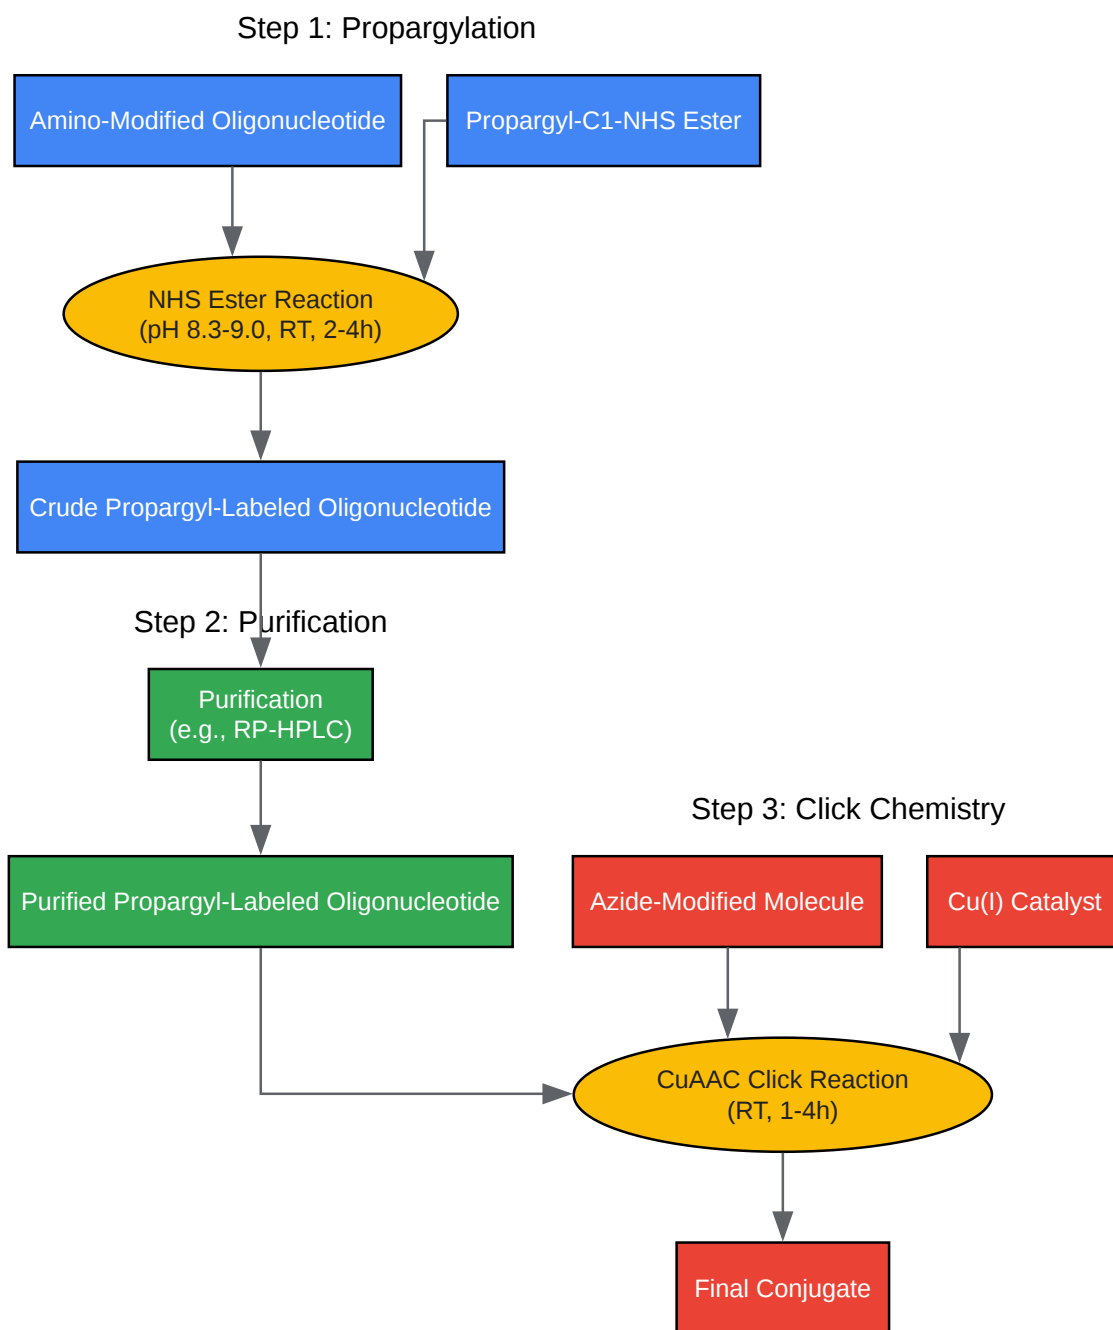 Step 1: Propargylation
Amino-Modified Oligonucleotide
Propargyl-C1-NHS Ester
NHS Ester Reaction
(pH 8.3-9.0, RT, 2-4h)
Crude Propargyl-Labeled Oligonucleotide
Step 2: Purification
Purification
(e.g., RP-HPLC)
Step 3: Click Chemistry
Purified Propargyl-Labeled Oligonucleotide
Azide-Modified Molecule
Cu(I) Catalyst
CuAAC Click Reaction
(RT, 1-4h)
Final Conjugate